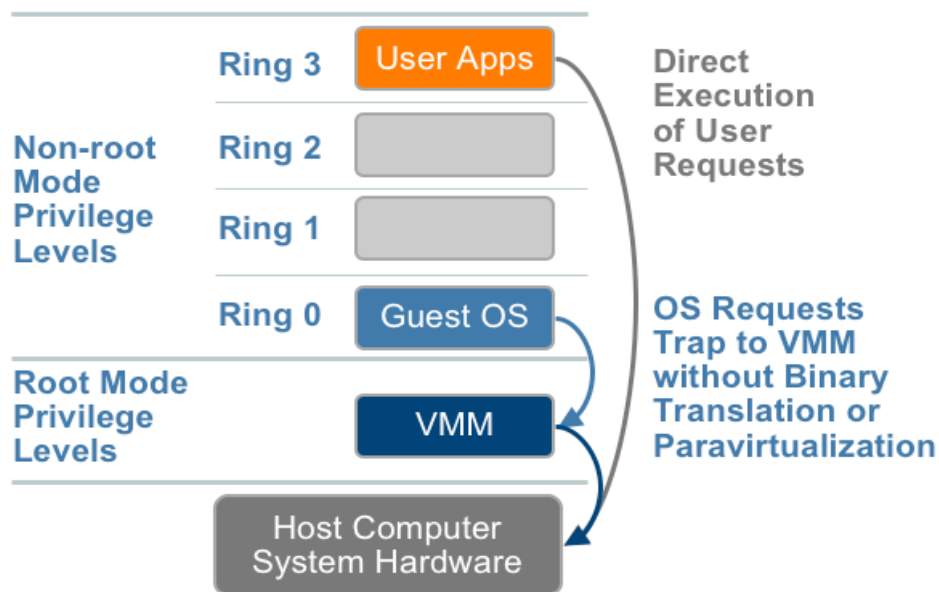 Ring 3
User Apps
Direct
Execution
of User
Requests
Non-root
Mode
Privilege
Levels
Ring 2
Ring 1
Ring 0
Guest OS
OS Requests
Trap to VMM
without Binary
Translation or
Paravirtualization
Root Mode
Privilege
Levels
VMM
Host Computer
System Hardware